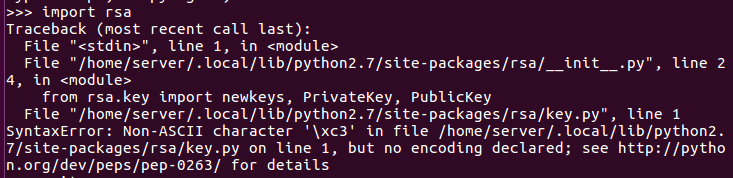 >>> import rsa
Traceback (most recent call last):
  File "<stdin>", line 1, in <module>
  File "/home/server/.local/lib/python2.7/site-packages/rsa/__init__.py", line 2
4, in <module>
    from rsa.key import newkeys, PrivateKey, PublicKey
  File "/home/server/.local/lib/python2.7/site-packages/rsa/key.py", line 1
SyntaxError: Non-ASCII character '\xc3' in file /home/server/.local/lib/python2.
7/site-packages/rsa/key.py on line 1, but no encoding declared; see http://pytho
n.org/dev/peps/pep-0263/ for details